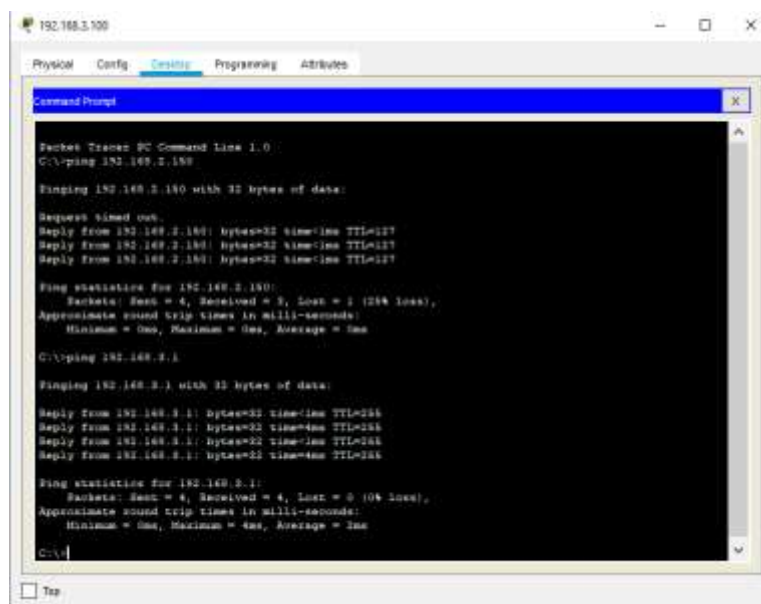 192.168.3.100
Physical Config Desktop Programming Attributes
Command Prompt
X
Packet Tracer PC Command Line 1.0
C:\>ping 192.168.2.150
Pinging 192.168.2.150 with 32 bytes of data:
Request timed out.
Reply from 192.168.2.150: bytes=32 time<1ms TTL=127
Reply from 192.168.2.150: bytes=32 time<1ms TTL=127
Reply from 192.168.2.150: bytes=32 time<1ms TTL=127
Ping statistics for 192.168.2.150:
Packets: Sent = 4, Received = 3, Lost = 1 (25% loss),
Approximate round trip times in milli-seconds:
Minimum = 0ms, Maximum = 0ms, Average = 0ms
C:\>ping 192.168.3.1
Pinging 192.168.3.1 with 32 bytes of data:
Reply from 192.168.3.1: bytes=32 time<1ms TTL=255
Reply from 192.168.3.1: bytes=32 time=4ms TTL=255
Reply from 192.168.3.1: bytes=32 time<1ms TTL=255
Reply from 192.168.3.1: bytes=32 time=4ms TTL=255
Ping statistics for 192.168.3.1:
Packets: Sent = 4, Received = 4, Lost = 0 (0% loss),
Approximate round trip times in milli-seconds:
Minimum = 0ms, Maximum = 4ms, Average = 2ms
C:\>
Top